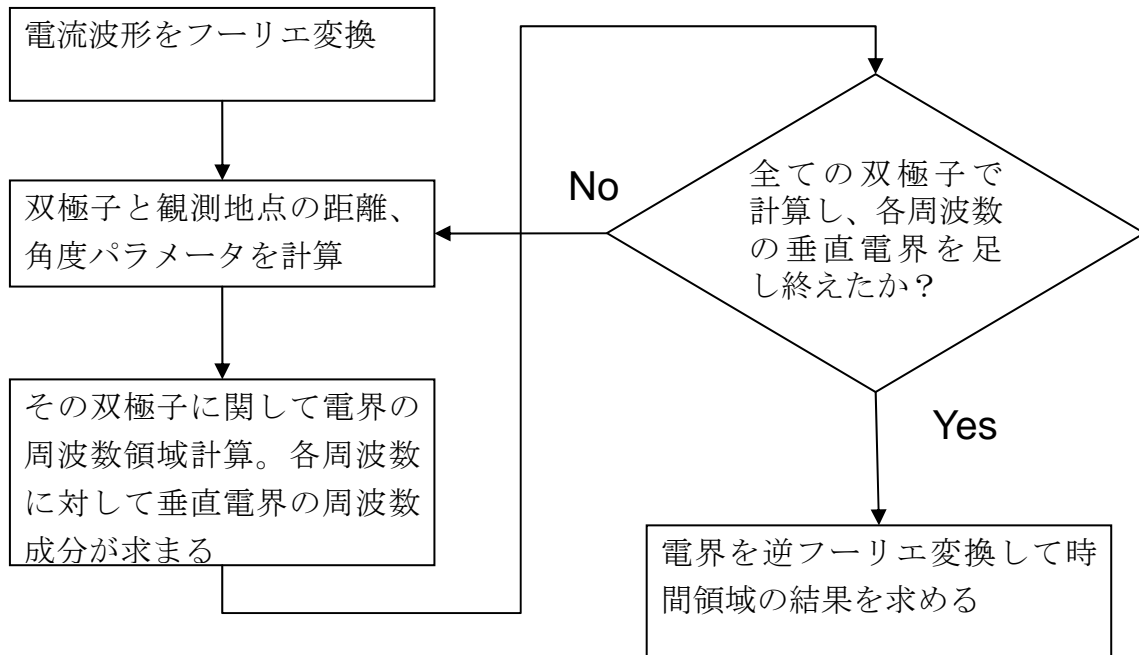 電流波形をフーリエ変換
双極子と観測地点の距離、
角度パラメータを計算
その双極子に関して電界の
周波数領域計算。各周波数
に対して垂直電界の周波数
成分が求まる
No
全ての双極子で
計算し、各周波数
の垂直電界を足
し終えたか？
Yes
電界を逆フーリエ変換して時
間領域の結果を求める